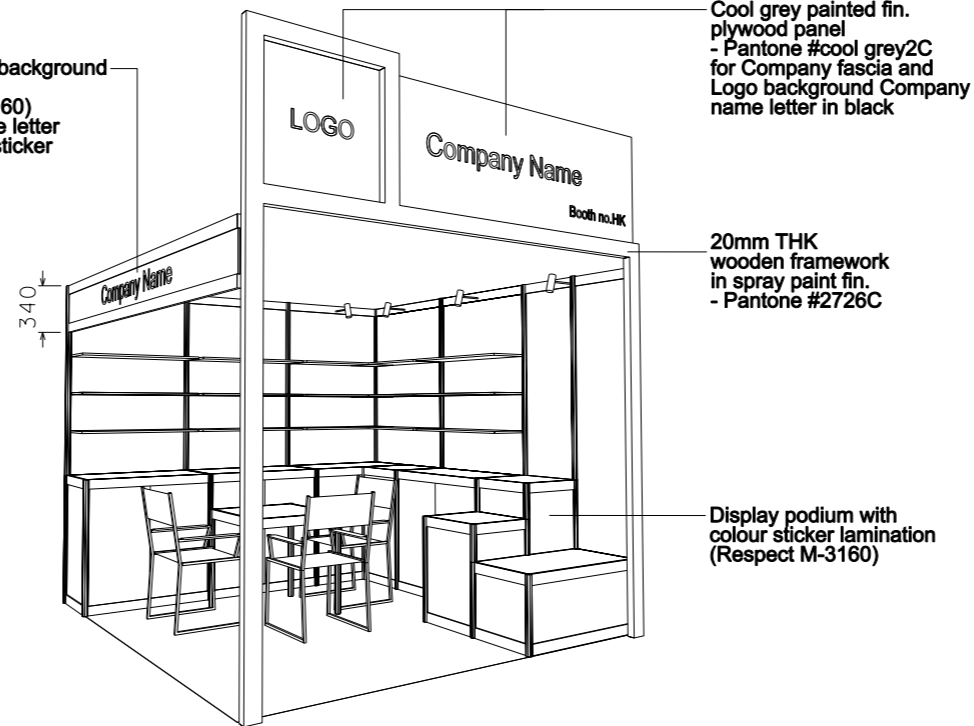 background
60)
letter
sticker
Cool grey painted fin.
plywood panel
- Pantone #cool grey2C
for Company fascia and
Logo background Company
name letter in black
LOGO
Company Name
Booth no.HK
20mm THK
wooden framework
in spray paint fin.
- Pantone #2726C
Company Name
340
Display podium with
colour sticker lamination
(Respect M-3160)